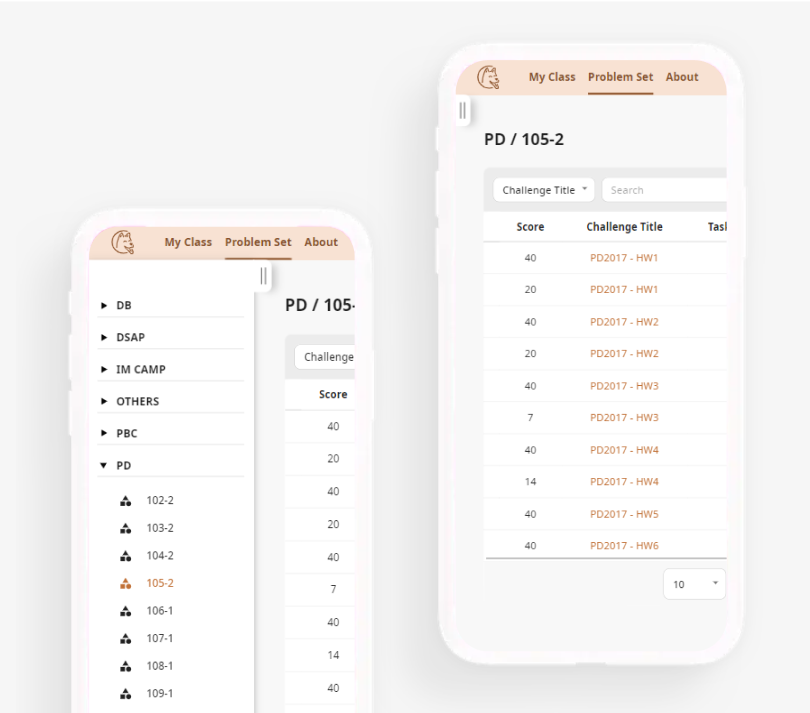 My Class Problem Set About
DB
DSAP
IM CAMP
OTHERS
PBC
PD
102-2
103-2
104-2
105-2
106-1
107-1
108-1
109-1
PD / 105-
Challenge
Score
40
20
40
20
40
7
40
14
40
My Class Problem Set About
PD / 105-2
Challenge Title Search
Score Challenge Title Tasl
40 PD2017 - HW1
20 PD2017 - HW1
40 PD2017 - HW2
20 PD2017 - HW2
40 PD2017 - HW3
7 PD2017 - HW3
40 PD2017 - HW4
14 PD2017 - HW4
40 PD2017 - HW5
40 PD2017 - HW6
10